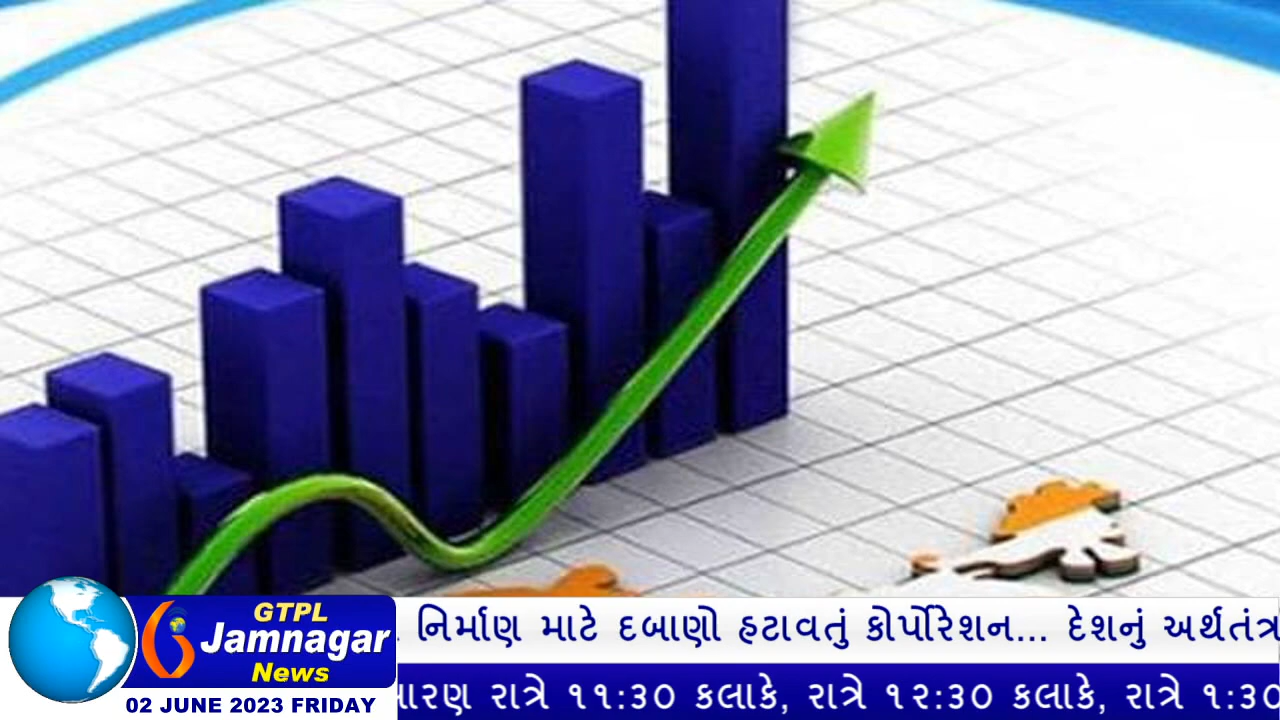 GTPL
Jamnagar
News
02 JUNE 2023 FRIDAY
નિર્માણ માટે દબાણો હટાવતું કોર્પોરેશન... દેશનું અર્થતંત્ર
રાત્રે ૧૧:૩૦ કલાકે, રાત્રે ૧૨:૩૦ કલાકે, રાત્રે ૧:૩૦